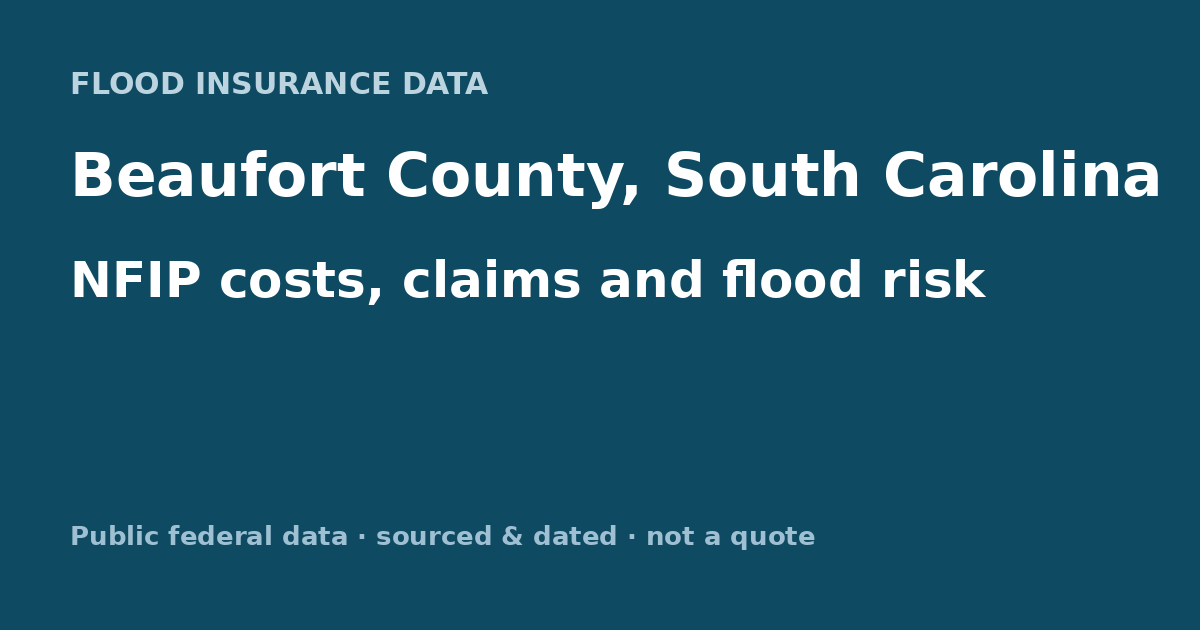 FLOOD INSURANCE DATA
Beaufort County, South Carolina
NFIP costs, claims and flood risk
Public federal data · sourced & dated · not a quote